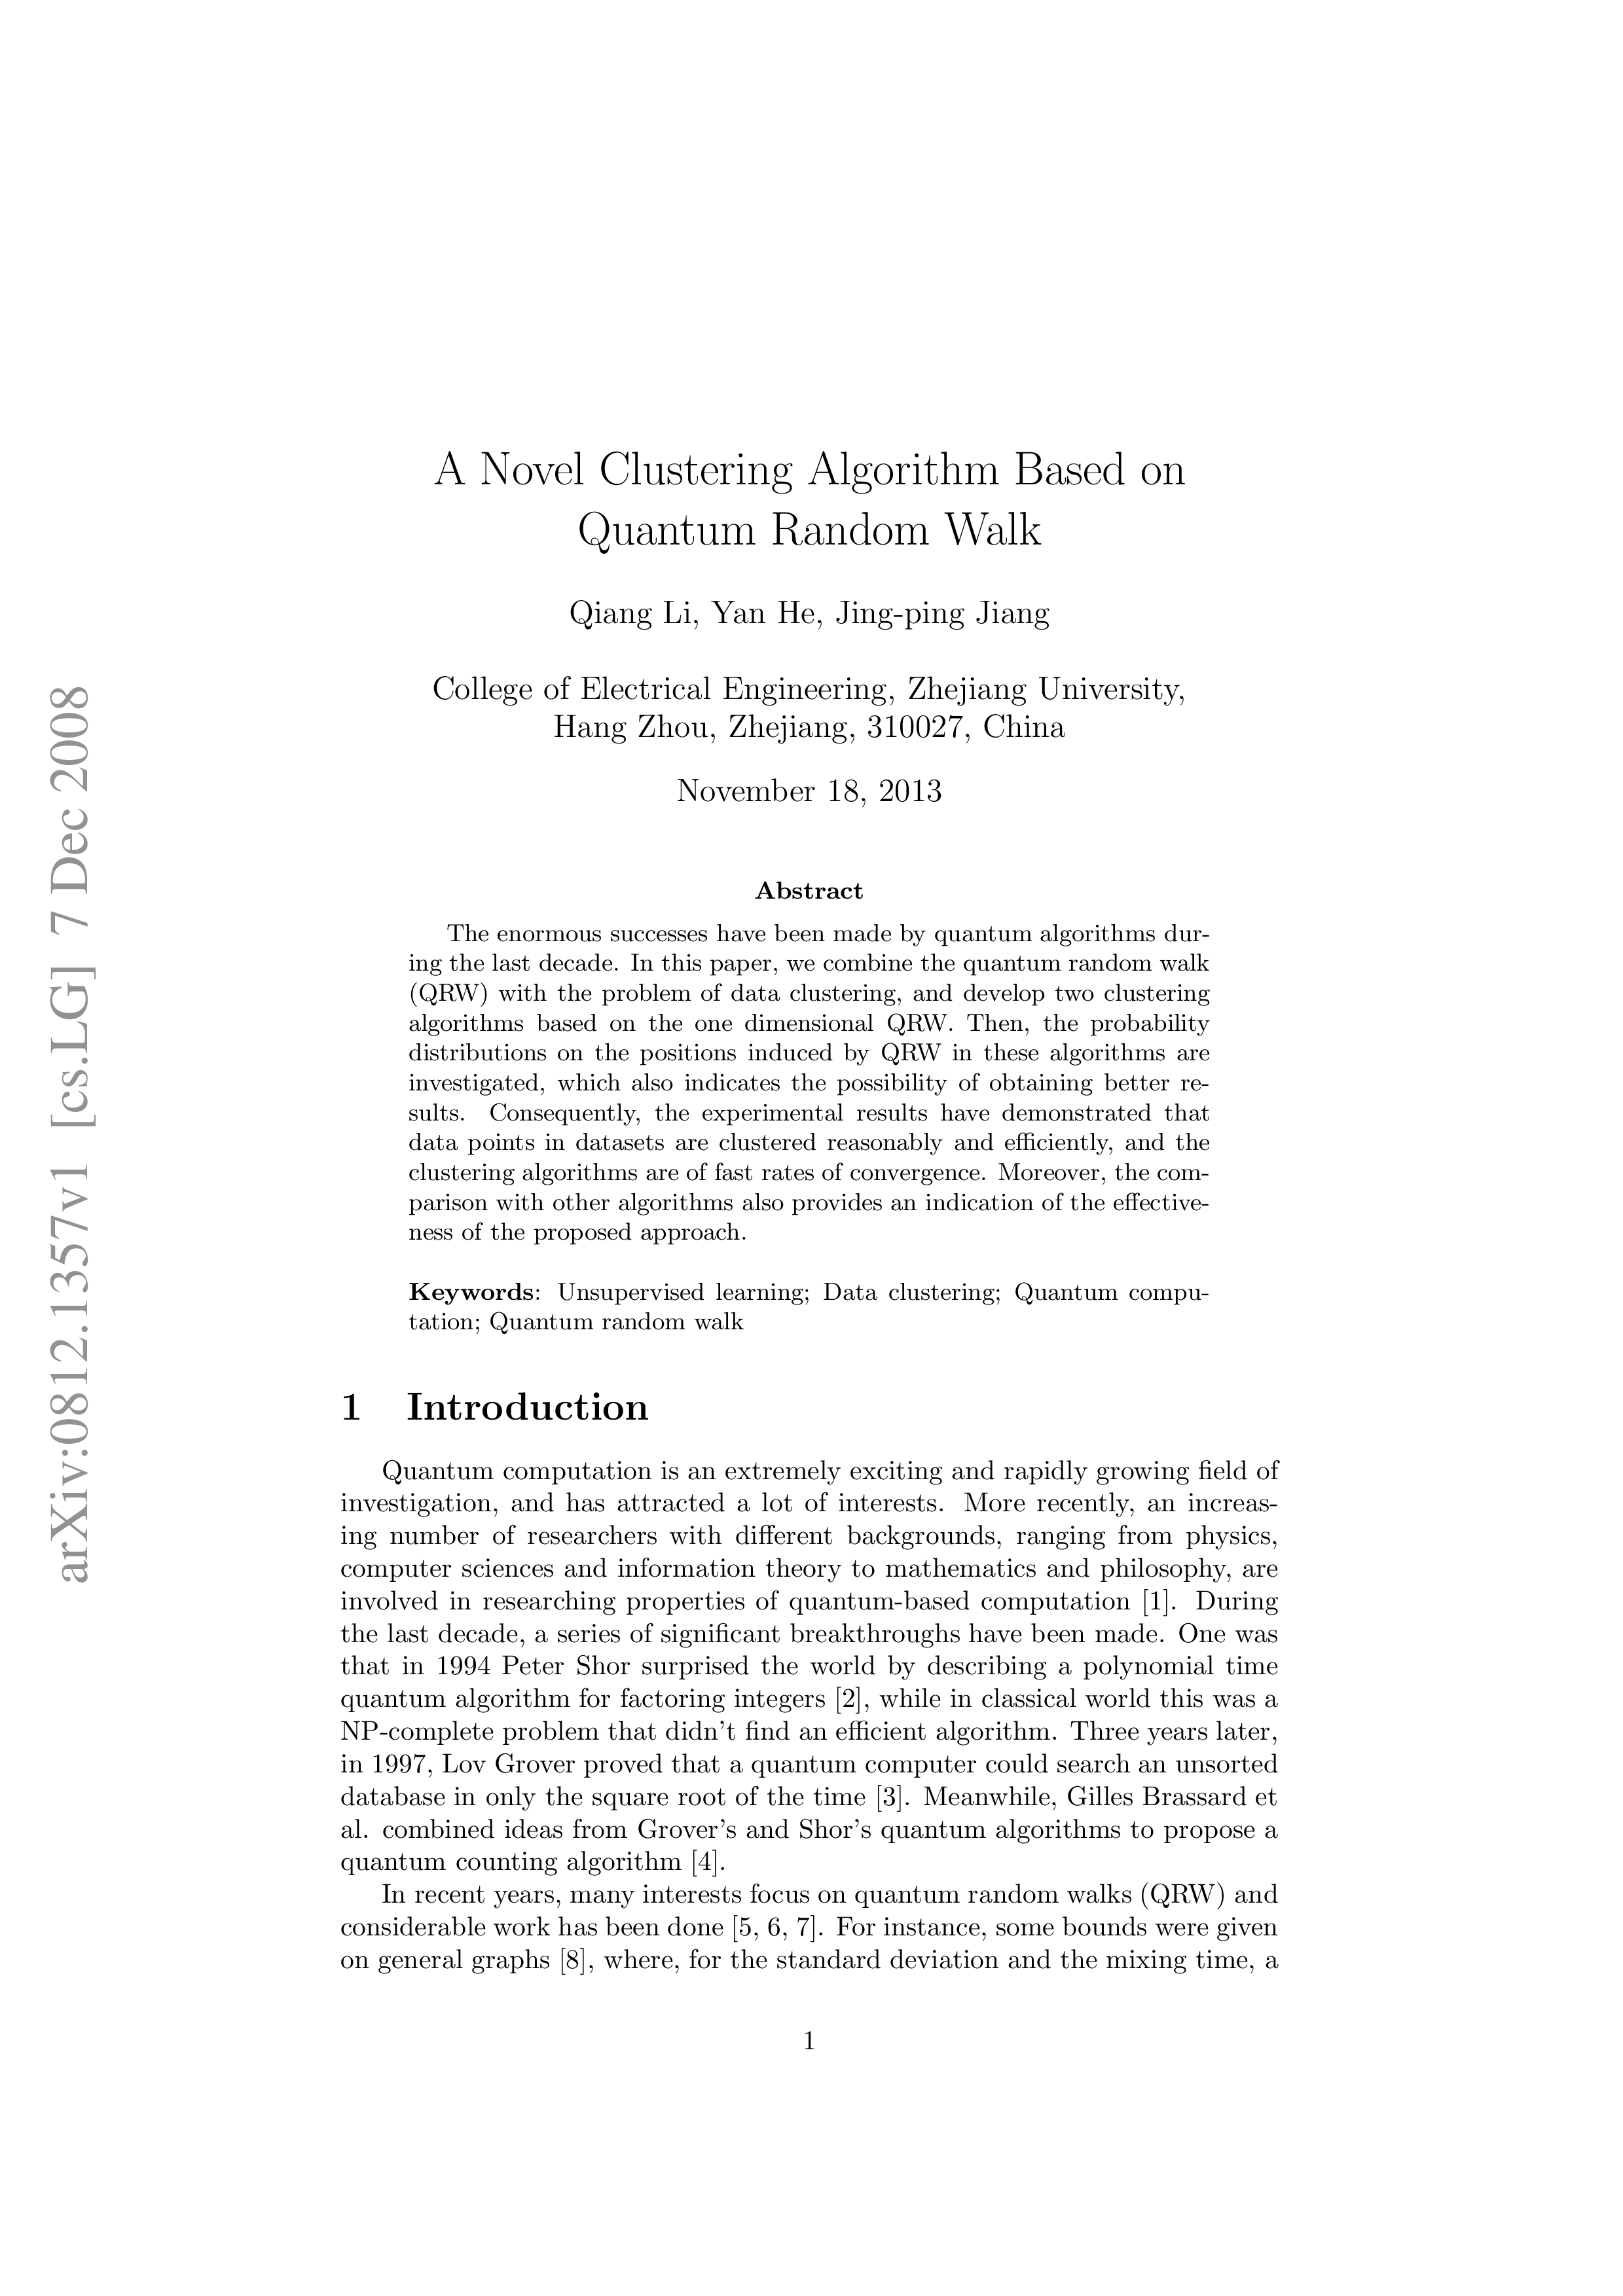 A Novel Clustering Algorithm Based on
Quantum Random Walk
Qiang Li, Yan He, Jing-ping Jiang
College of Electrical Engineering, Zhejiang University,
Hang Zhou, Zhejiang, 310027, China
November 18, 2013
Abstract
The enormous successes have been made by quantum algorithms dur-
ing the last decade. In this paper, we combine the quantum random walk
(QRW) with the problem of data clustering, and develop two clustering
algorithms based on the one dimensional QRW. Then, the probability
distributions on the positions induced by QRW in these algorithms are
investigated, which also indicates the possibility of obtaining better re-
sults. Consequently, the experimental results have demonstrated that
data points in datasets are clustered reasonably and efficiently, and the
clustering algorithms are of fast rates of convergence. Moreover, the com-
parison with other algorithms also provides an indication of the effective-
ness of the proposed approach.
Keywords: Unsupervised learning; Data clustering; Quantum compu-
tation; Quantum random walk
1 Introduction
Quantum computation is an extremely exciting and rapidly growing field of
investigation, and has attracted a lot of interests. More recently, an increas-
ing number of researchers with different backgrounds, ranging from physics,
computer sciences and information theory to mathematics and philosophy, are
involved in researching properties of quantum-based computation [1]. During
the last decade, a series of significant breakthroughs have been made. One was
that in 1994 Peter Shor surprised the world by describing a polynomial time
quantum algorithm for factoring integers [2], while in classical world this was a
NP-complete problem that didn't find an efficient algorithm. Three years later,
in 1997, Lov Grover proved that a quantum computer could search an unsorted
database in only the square root of the time [3]. Meanwhile, Gilles Brassard et
al. combined ideas from Grover's and Shor's quantum algorithms to propose a
quantum counting algorithm [4].
In recent years, many interests focus on quantum random walks (QRW) and
considerable work has been done [5, 6, 7]. For instance, some bounds were given
on general graphs [8], where, for the standard deviation and the mixing time, a
1
arXiv:0812.1357v1 [cs.LG] 7 Dec 2008